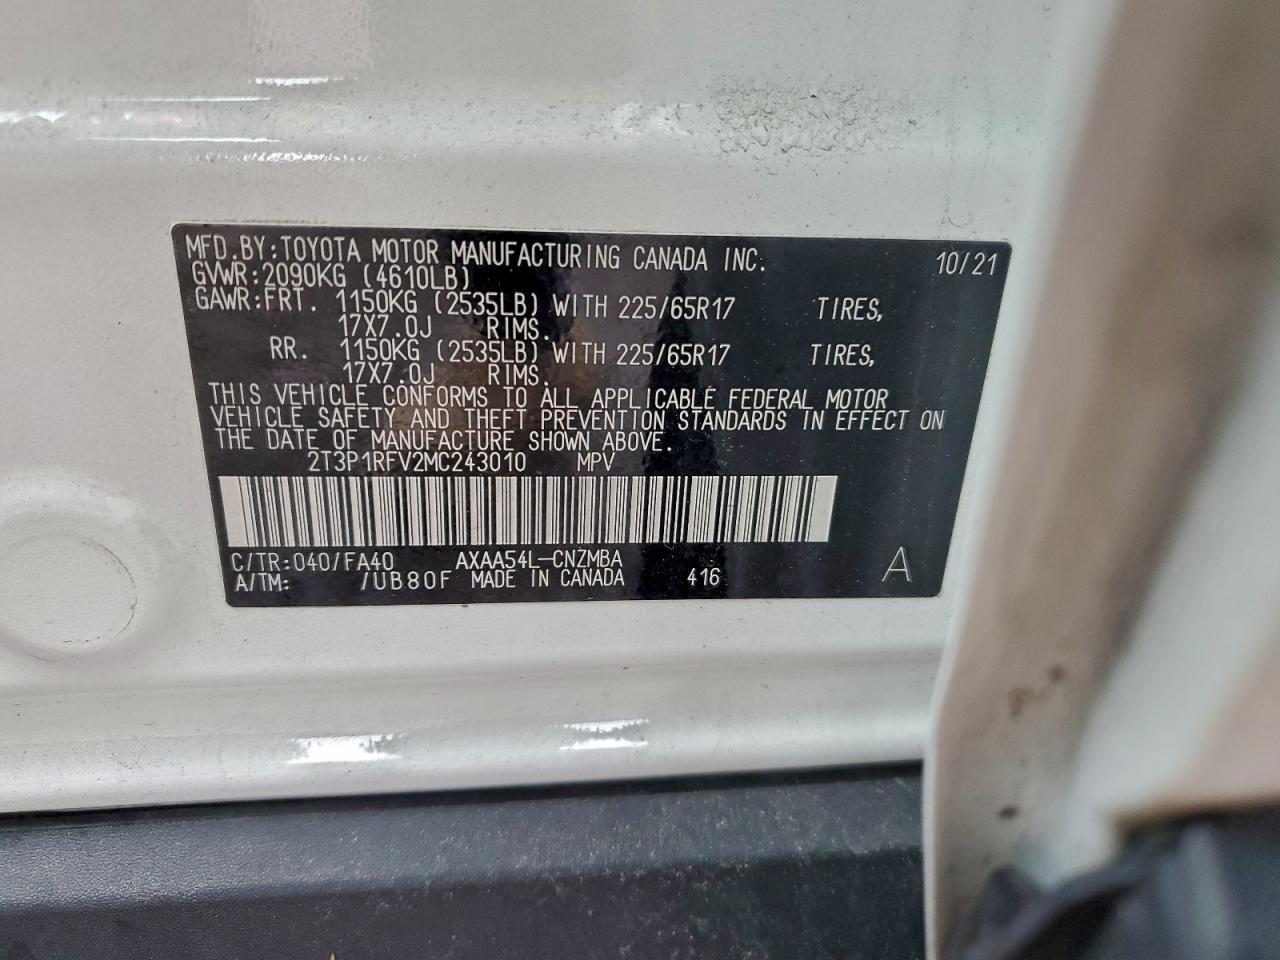 MFD.BY:TOYOTA MOTOR MANUFACTURING CANADA INC. 10/21
GVWR:2090KG (4610LB)
GAWR:FRT. 1150KG (2535LB) WITH 225/65R17 TIRES,
17X7.0J RIMS.
RR. 1150KG (2535LB) WITH 225/65R17 TIRES,
17X7.0J RIMS.
THIS VEHICLE CONFORMS TO ALL APPLICABLE FEDERAL MOTOR
VEHICLE SAFETY AND THEFT PREVENTION STANDARDS IN EFFECT ON
THE DATE OF MANUFACTURE SHOWN ABOVE.
2T3P1RFV2MC243010 MPV
C/TR:040/FA40 AXAA54L-CNZMBA
A/TM: /UB80F MADE IN CANADA 416 A